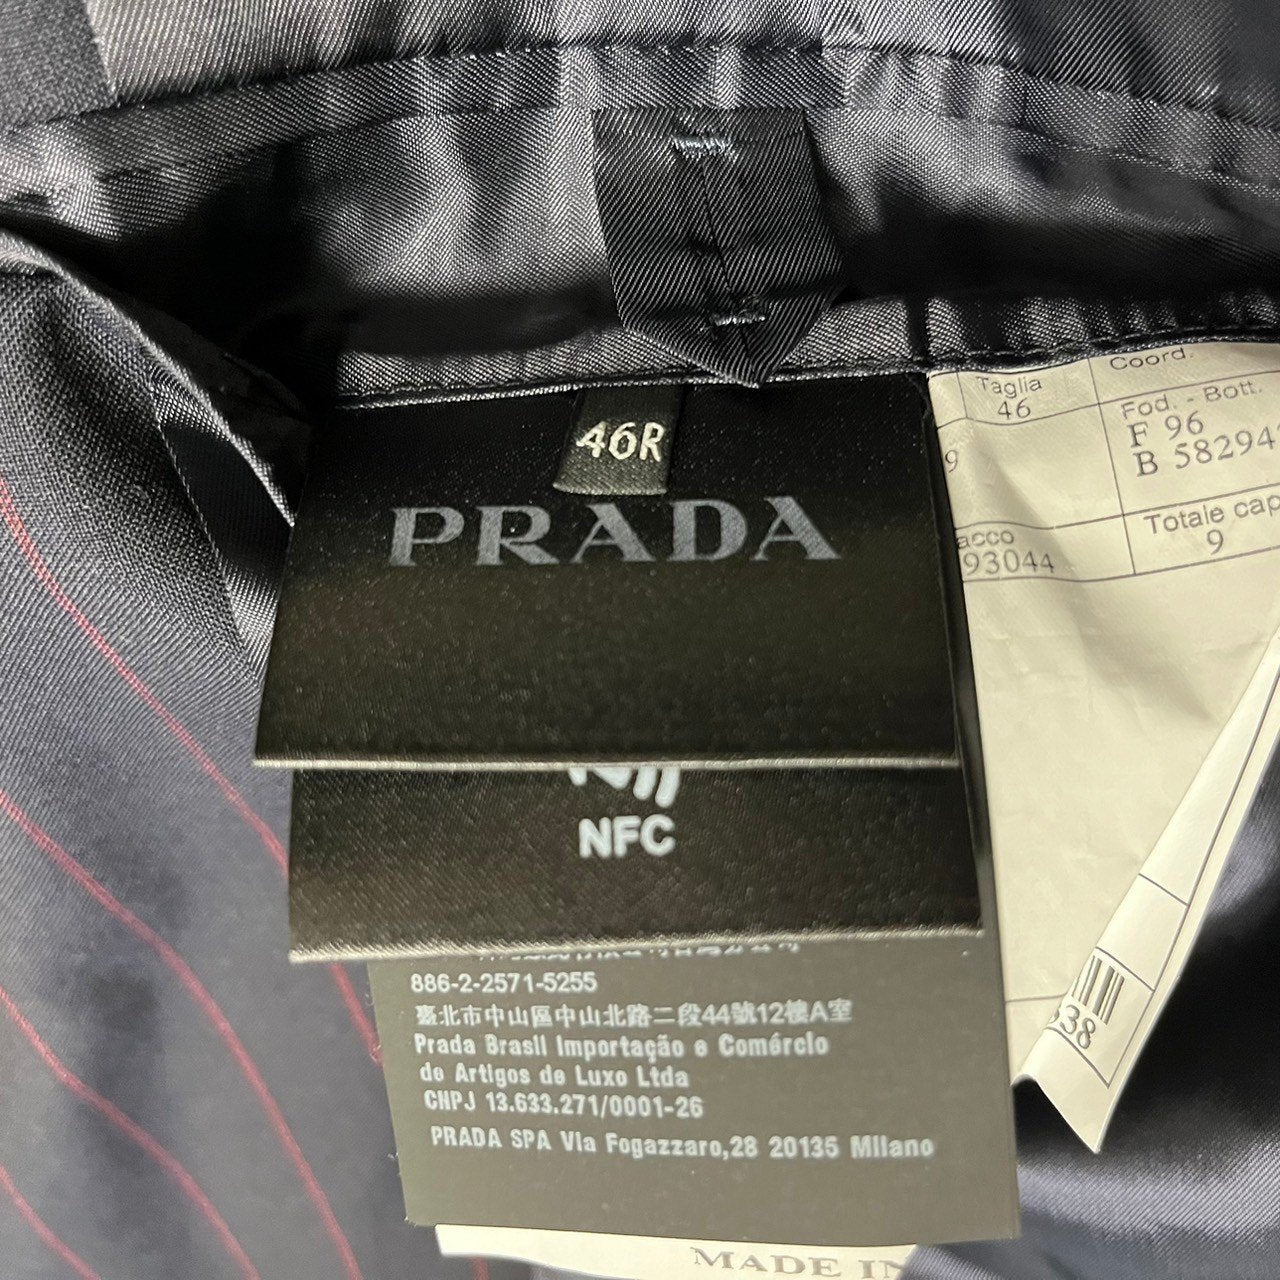 46R
PRADA
NFC
886-2-2571-5255
臺北市中山區中山北路二段44號12樓A室
Prada Brasil Importação e Comércio
de Artigos de Luxo Ltda
CNPJ 13.633.271/0001-26
PRADA SPA Via Fogazzaro,28 20135 Milano
MADE IN
Taglia
46
Coord.
Fod. - Bott.
F 96
B 58294
9
acco
93044
Totale cap
9
338